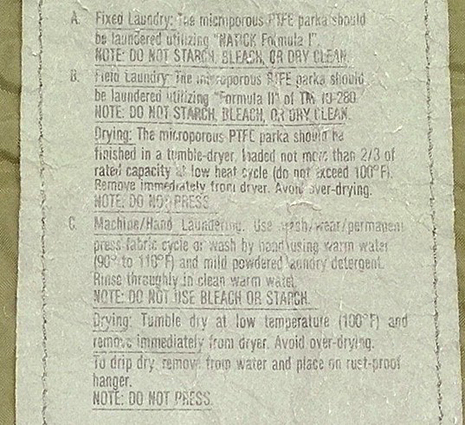 A. Fixed Laundry: The microporous PTFE parka should
be laundered utilizing "NATICK Formula I".
NOTE: DO NOT STARCH, BLEACH, OR DRY CLEAN.
B. Field Laundry: The microporous PTFE parka should
be laundered utilizing "Formula II" of TM 10-280
NOTE: DO NOT STARCH, BLEACH, OR DRY CLEAN.
Drying: The microporous PTFE parka should be
finished in a tumble-dryer, loaded not more than 2/3 of
rated capacity at low heat cycle (do not exceed 100°F).
Remove immediately from dryer. Avoid over-drying.
NOTE: DO NOT PRESS.
C. Machine/Hand Laundering: Use wash/wear/permanent
press fabric cycle or wash by hand using warm water
(90° to 110°F) and mild powdered laundry detergent.
Rinse throughly in clean warm water.
NOTE: DO NOT USE BLEACH OR STARCH.
Drying: Tumble dry at low temperature (100°F) and
remove immediately from dryer. Avoid over-drying.
To drip dry, remove from water and place on rust-proof
hanger.
NOTE: DO NOT PRESS.